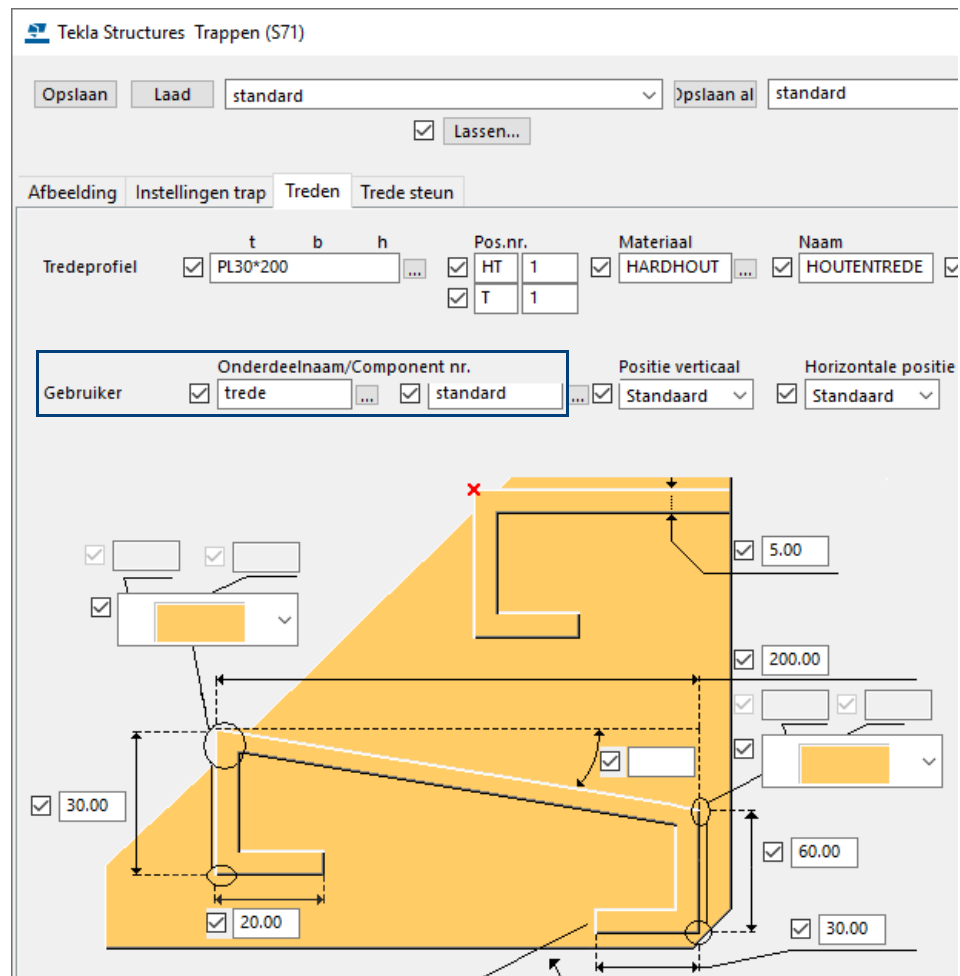 Tekla Structures Trappen (S71)
Opslaan Laad standard Opslaan al standard
Lassen...
Afbeelding Instellingen trap Treden Trede steun
t b h Pos.nr. Materiaal Naam
Tredeprofiel PL30*200 ... HT 1 HARDHOUT ... HOUTENTREDE
T 1
Onderdeelnaam/Component nr. Positie verticaal Horizontale positie
Gebruiker trede ... standard ... Standaard Standaard
5.00
200.00
30.00
60.00
20.00
30.00